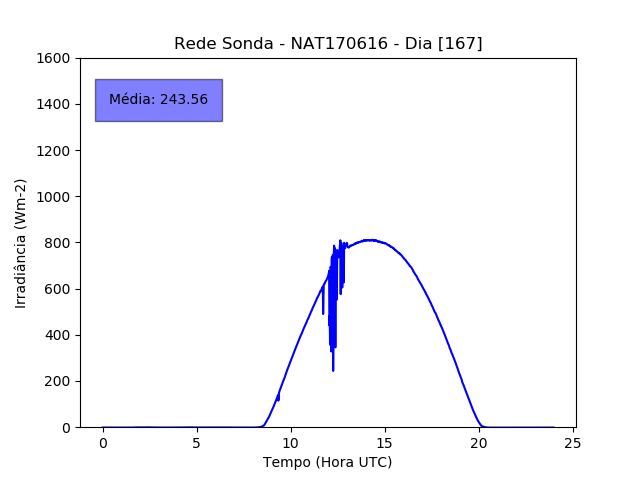 Rede Sonda - NAT170616 - Dia [167]
1600
1400
1200
1000
800
600
400
200
0
Média: 243.56
Irradiância (Wm-2)
0 5 10 15 20 25
Tempo (Hora UTC)